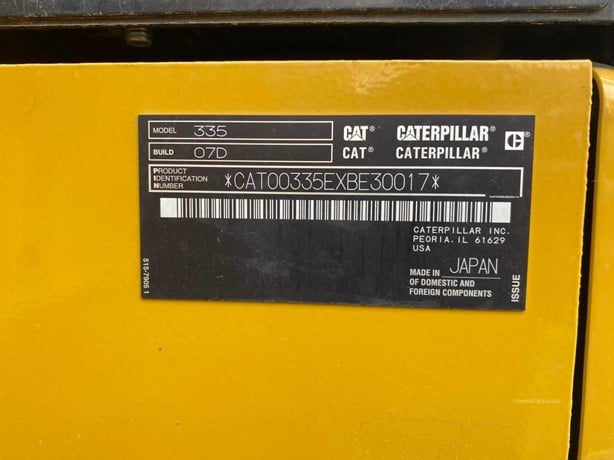 MODEL 335 CAT® CATERPILLAR®
BUILD 07D CAT® CATERPILLAR® C®
PRODUCT
IDENTIFICATION
NUMBER *CAT00335EXBE30017*
CATERPILLAR INC.
PEORIA. IL 61629
USA
MADE IN JAPAN
OF DOMESTIC AND
FOREIGN COMPONENTS
ISSUE
515-7905 1